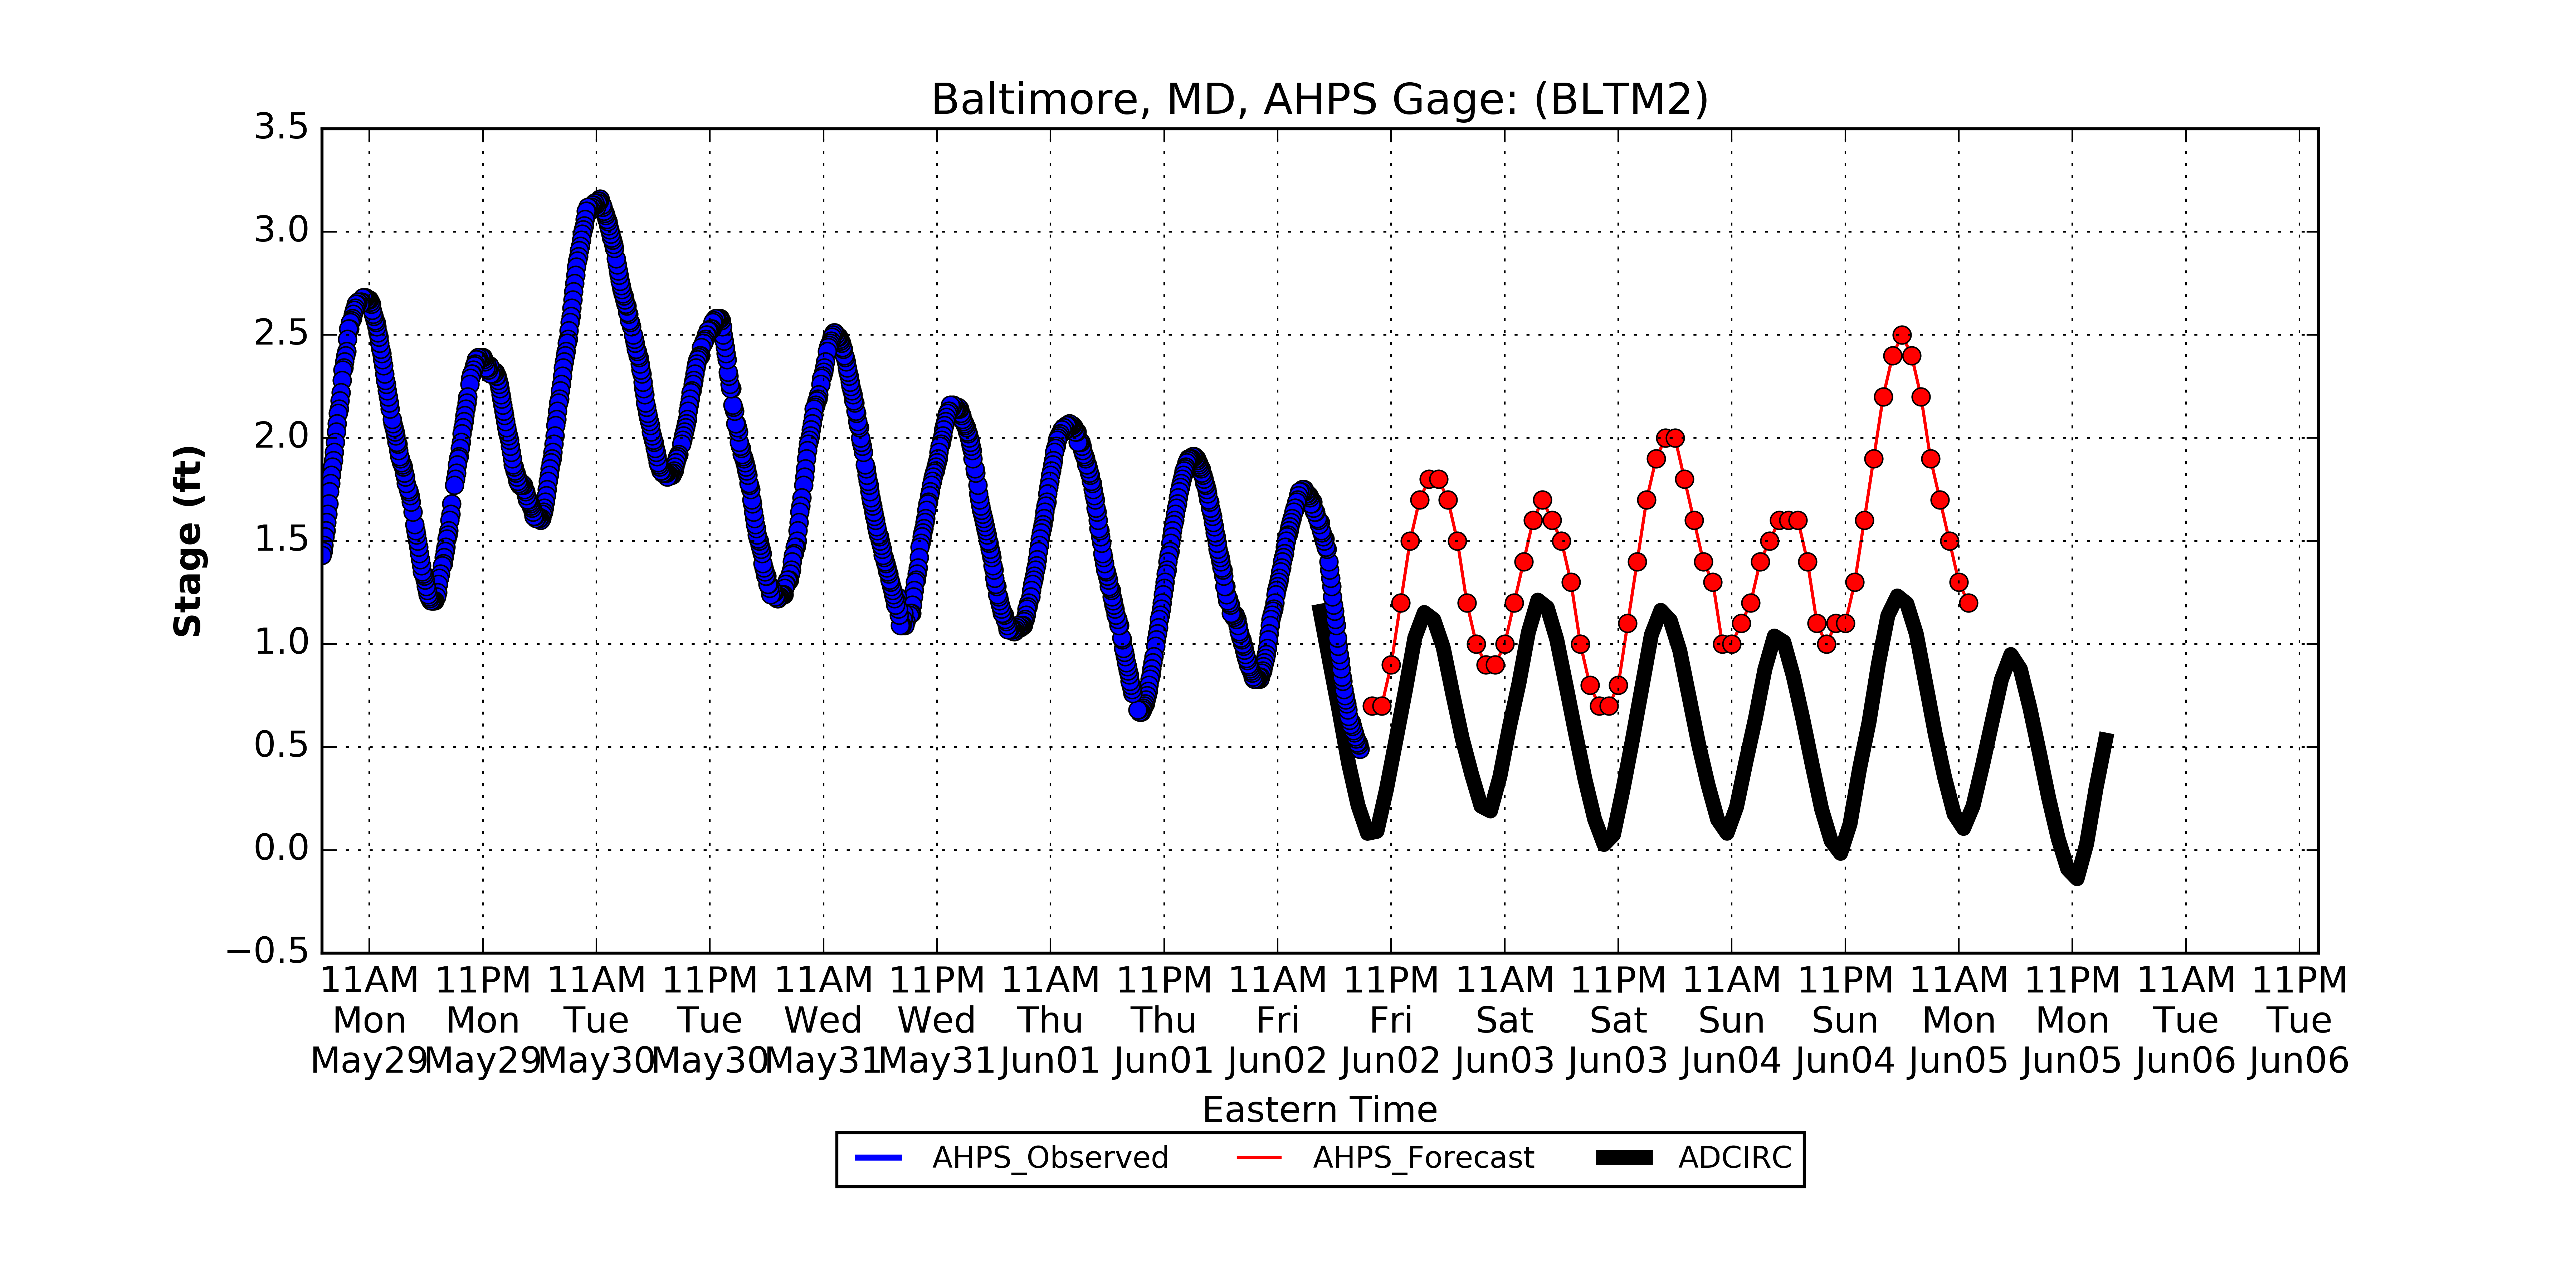 Baltimore, MD, AHPS Gage: (BLTM2)
3.5
3.0
2.5
2.0
1.5
1.0
0.5
0.0
−0.5
Stage (ft)
11AM 11PM 11AM 11PM 11AM 11PM 11AM 11PM 11AM 11PM 11AM 11PM 11AM 11PM 11AM 11PM 11AM 11PM
Mon Mon Tue Tue Wed Wed Thu Thu Fri Fri Sat Sat Sun Sun Mon Mon Tue Tue
May29 May29 May30 May30 May31 May31 Jun01 Jun01 Jun02 Jun02 Jun03 Jun03 Jun04 Jun04 Jun05 Jun05 Jun06 Jun06
Eastern Time
AHPS_Observed AHPS_Forecast ADCIRC